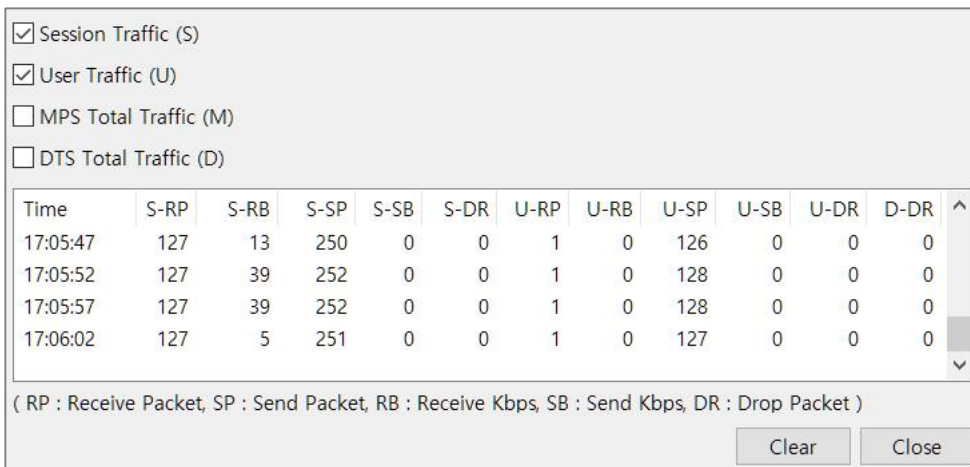 Session Traffic (S)
User Traffic (U)
MPS Total Traffic (M)
DTS Total Traffic (D)
Time S-RP S-RB S-SP S-SB S-DR U-RP U-RB U-SP U-SB U-DR D-DR
17:05:47 127 13 250 0 0 1 0 126 0 0 0
17:05:52 127 39 252 0 0 1 0 128 0 0 0
17:05:57 127 39 252 0 0 1 0 128 0 0 0
17:06:02 127 5 251 0 0 1 0 127 0 0 0
( RP : Receive Packet, SP : Send Packet, RB : Receive Kbps, SB : Send Kbps, DR : Drop Packet )
Clear Close